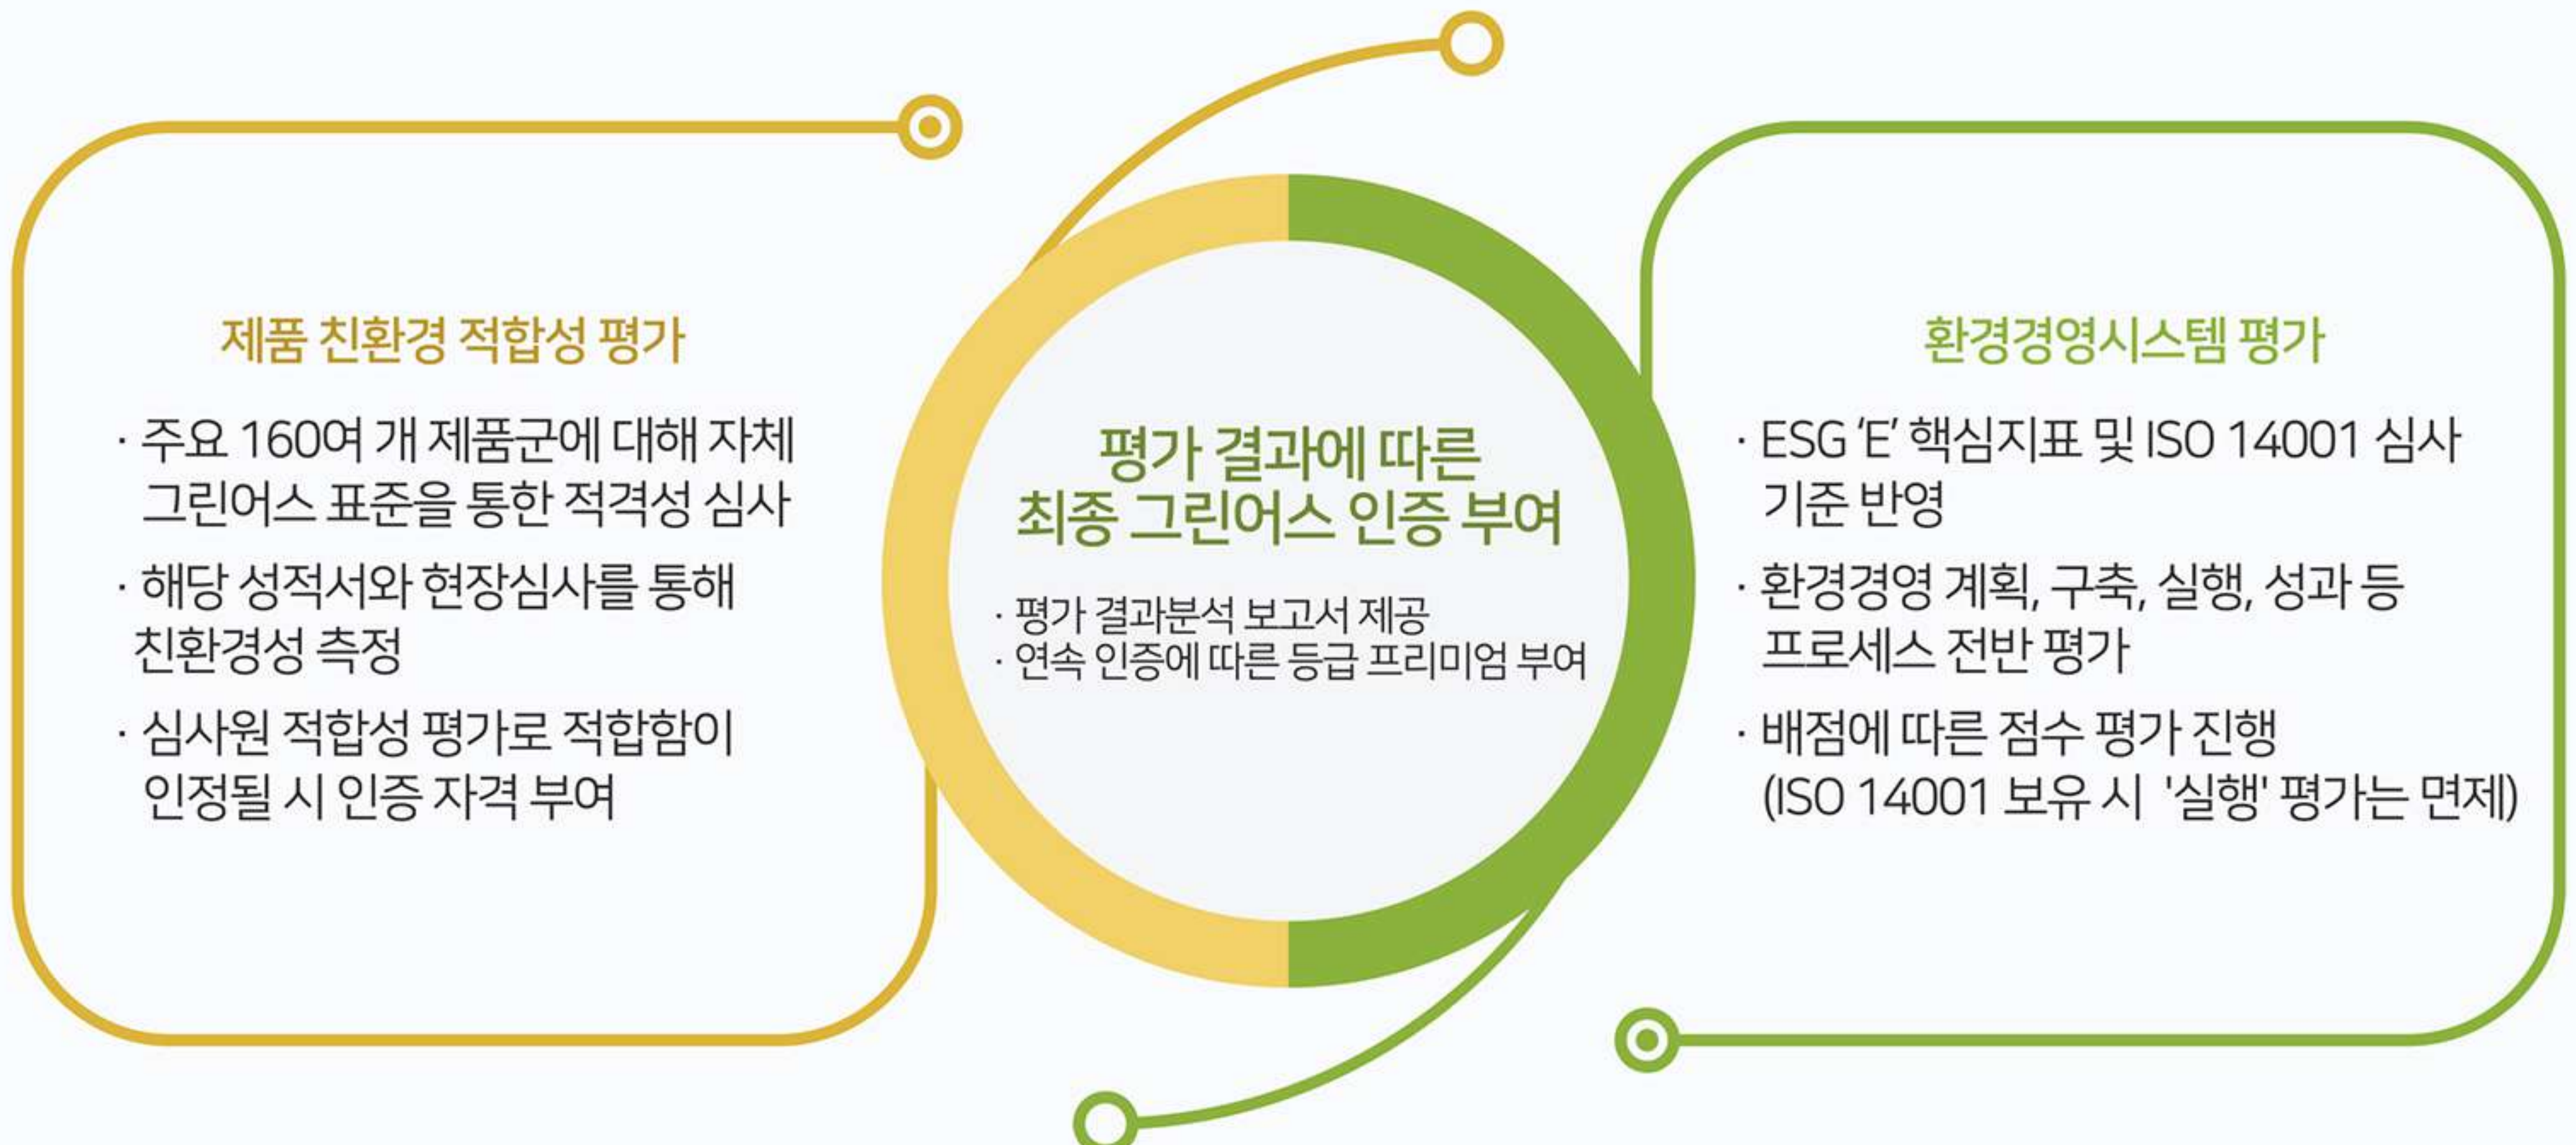 제품 친환경 적합성 평가
· 주요 160여 개 제품군에 대해 자체
그린어스 표준을 통한 적격성 심사
· 해당 성적서와 현장심사를 통해
친환경성 측정
· 심사원 적합성 평가로 적합함이
인정될 시 인증 자격 부여
평가 결과에 따른
최종 그린어스 인증 부여
· 평가 결과분석 보고서 제공
· 연속 인증에 따른 등급 프리미엄 부여
환경경영시스템 평가
· ESG ‘E’ 핵심지표 및 ISO 14001 심사
기준 반영
· 환경경영 계획, 구축, 실행, 성과 등
프로세스 전반 평가
· 배점에 따른 점수 평가 진행
(ISO 14001 보유 시 '실행' 평가는 면제)